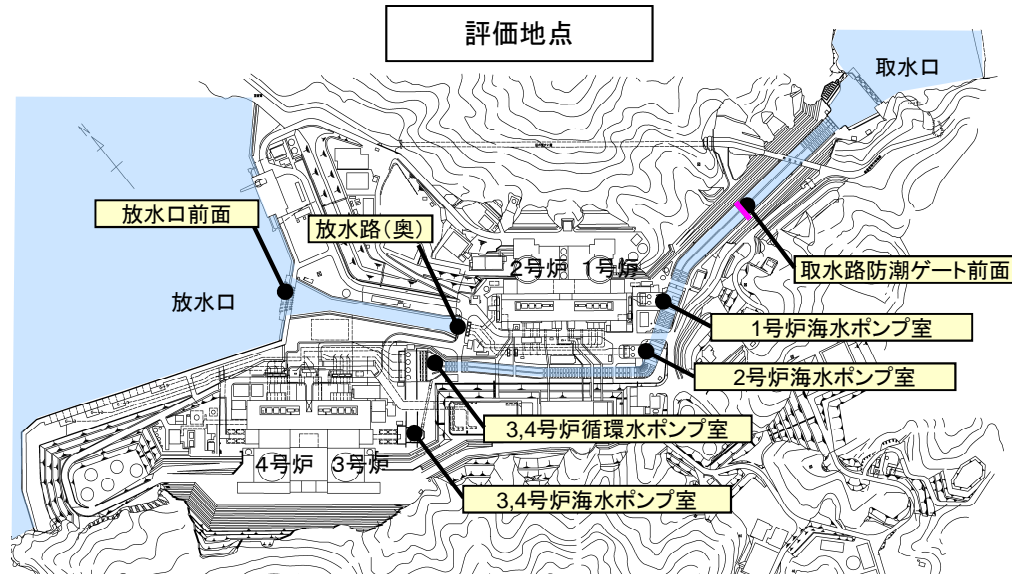 評価地点
取水口
放水口前面
放水路(奥)
2号炉 1号炉
取水路防潮ゲート前面
放水口
1号炉海水ポンプ室
2号炉海水ポンプ室
3,4号炉循環水ポンプ室
4号炉 3号炉
3,4号炉海水ポンプ室